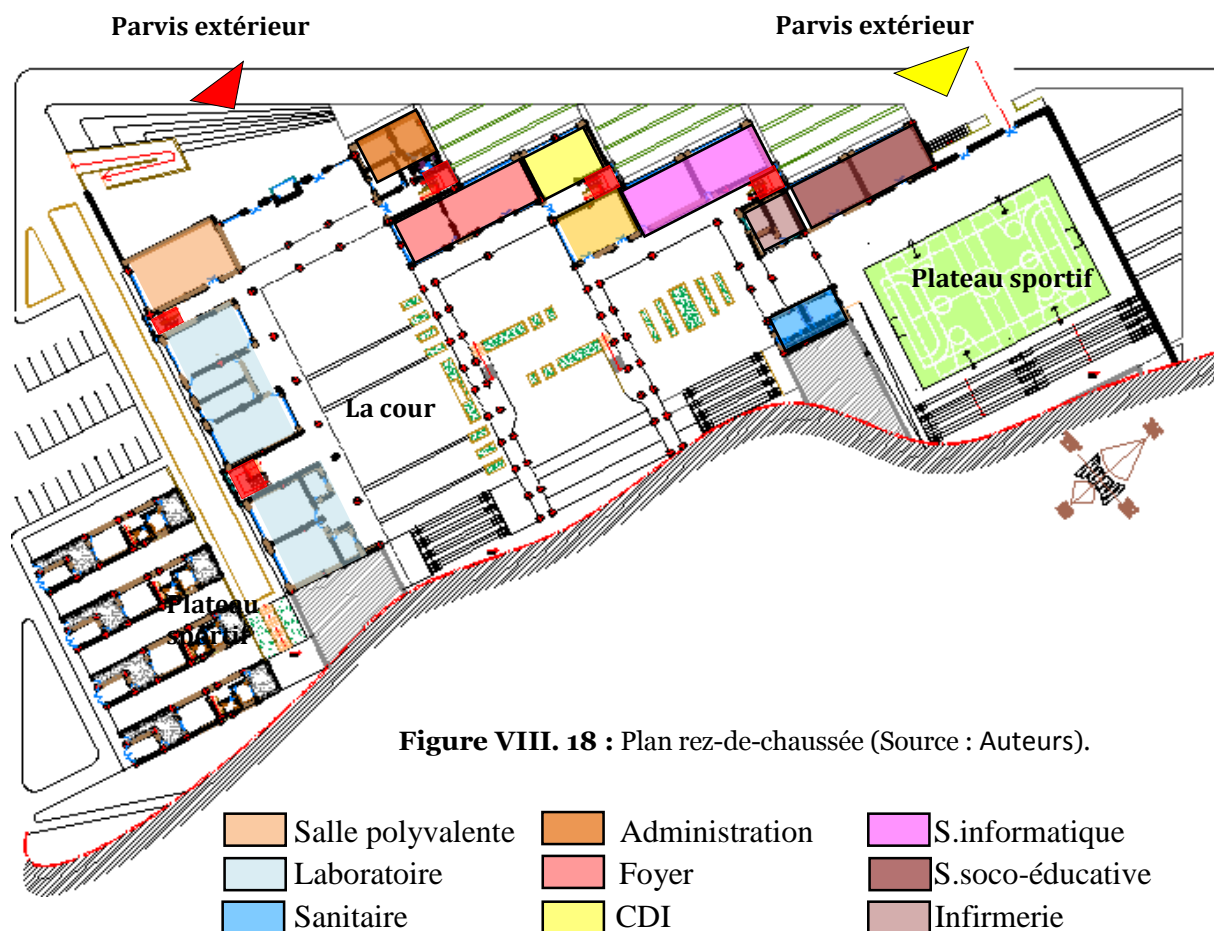 Parvis extérieur
Parvis extérieur
Plateau sportif
La cour
Plateau
sportif
Figure VIII. 18 : Plan rez-de-chaussée (Source : Auteurs).
Salle polyvalente
Administration
S.informatique
Laboratoire
Foyer
S.soco-éducative
Sanitaire
CDI
Infirmerie